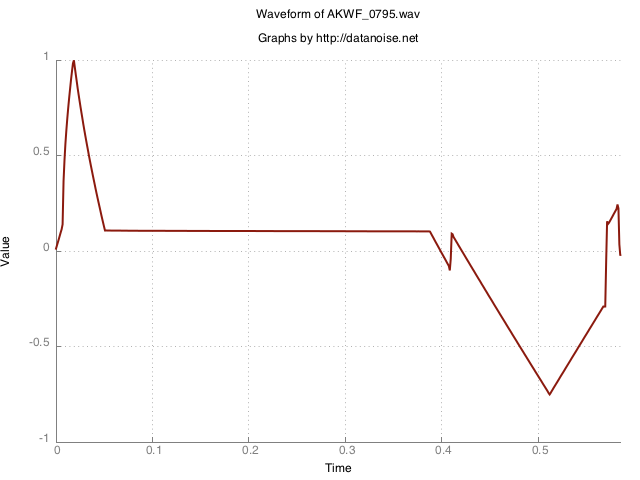 Waveform of AKWF_0795.wav
Graphs by http://datanoise.net
1
0.5
0
-0.5
-1
Value
0 0.1 0.2 0.3 0.4 0.5
Time